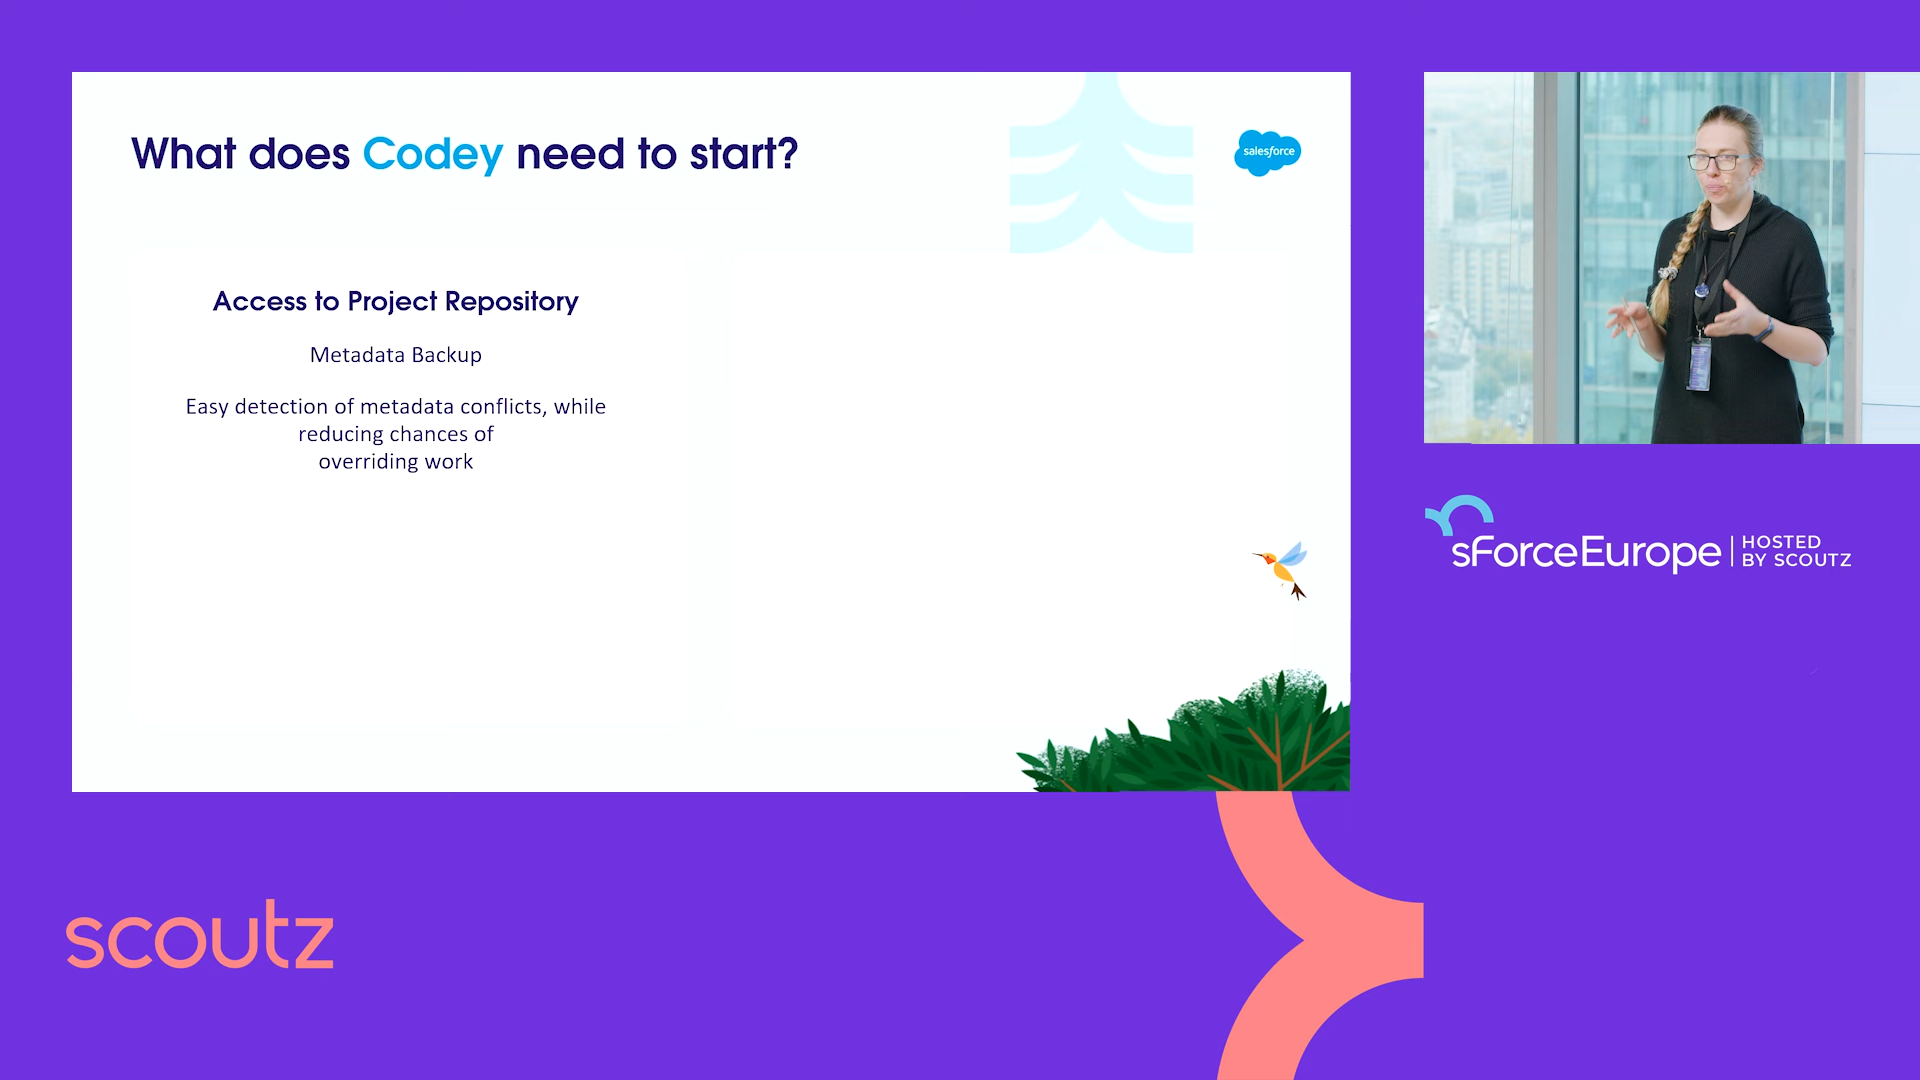 What does Codey need to start?
salesforce
Access to Project Repository
Metadata Backup
Easy detection of metadata conflicts, while
reducing chances of
overriding work
sForceEurope
HOSTED
BY SCOUTZ
scoutz